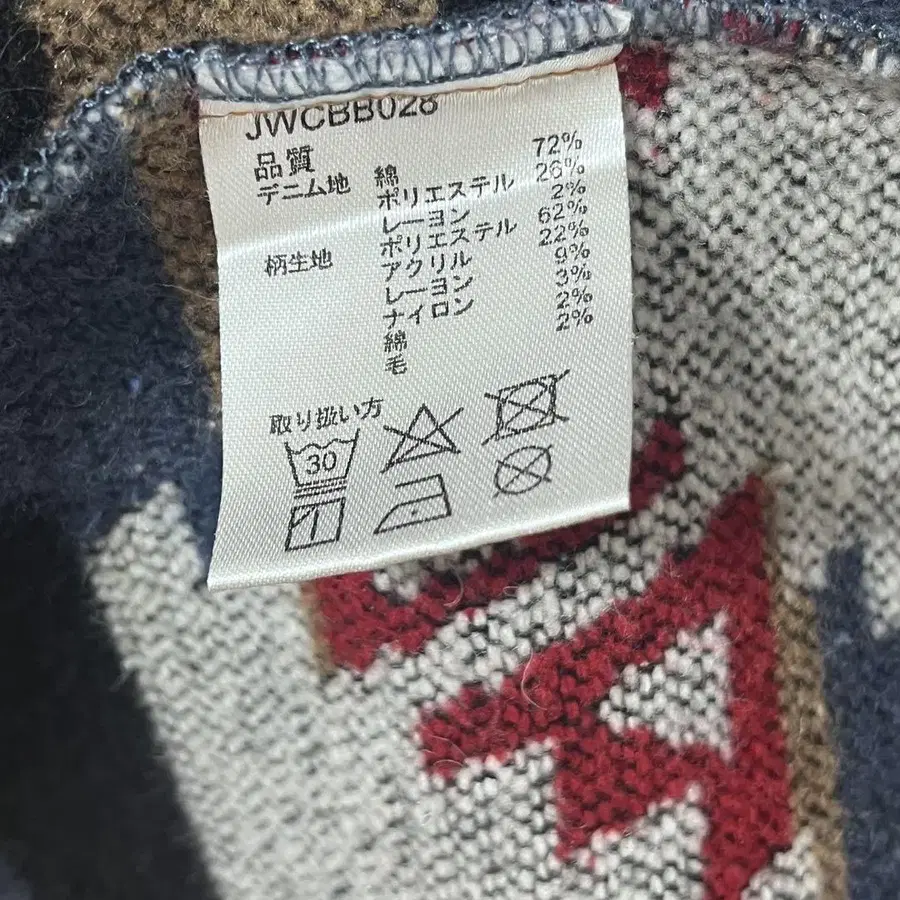 JWCBB028
品質
デニム地 綿 72%
ポリエステル 26%
レーヨン 2%
柄生地 ポリエステル 62%
アクリル 22%
レーヨン 9%
ナイロン 3%
綿 2%
毛 2%
取り扱い方
30